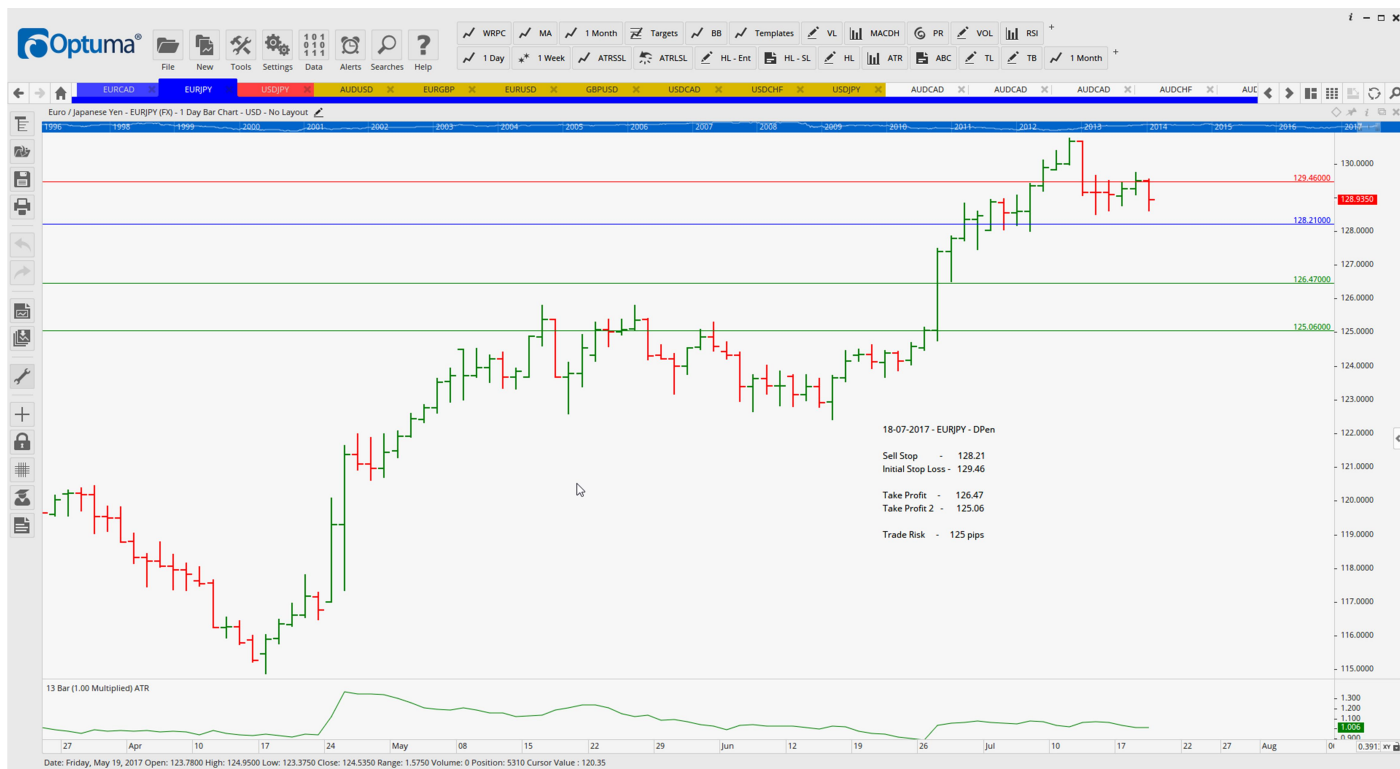 Optuma®
File New Tools Settings Data Alerts Searches Help
WRPC MA 1 Month Targets BB Templates VL MACDH PR VOL RSI +
1 Day 1 Week ATRSSL ATRLSL HL - Ent HL - SL HL ATR ABC TL TB 1 Month +
EURCAD EURJPY USDJPY AUDUSD EURGBP EURUSD GBPUSD USDCAD USDCHF USDJPY AUDCAD AUDCAD AUDCAD AUDCHF
Euro / Japanese Yen - EURJPY (FX) - 1 Day Bar Chart - USD - No Layout
1996 1998 1999 2000 2001 2002 2003 2004 2005 2007 2008 2009 2010 2011 2012 2013 2014 2015 2016 2017
130.0000
129.46000
128.9350
128.21000
128.0000
127.0000
126.47000
126.0000
125.06000
125.0000
124.0000
123.0000
122.0000
121.0000
120.0000
119.0000
118.0000
117.0000
116.0000
115.0000
18-07-2017 - EURJPY - DPen
Sell Stop - 128.21
Initial Stop Loss - 129.46
Take Profit - 126.47
Take Profit 2 - 125.06
Trade Risk - 125 pips
13 Bar (1.00 Multiplied) ATR
1.300
1.200
1.100
1.006
0.900
27 Apr 10 17 24 May 08 15 22 29 Jun 12 19 26 Jul 10 17 22 27 Aug
0.391 XY
Date: Friday, May 19, 2017 Open: 123.7800 High: 124.9500 Low: 123.3750 Close: 124.5350 Range: 1.5750 Volume: 0 Position: 5310 Cursor Value : 120.35